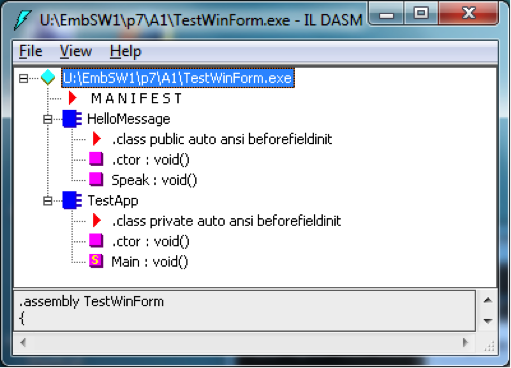 U:\EmbSW1\p7\A1\TestWinForm.exe - IL DASM
File View Help
U:\EmbSW1\p7\A1\TestWinForm.exe
M A N I F E S T
HelloMessage
.class public auto ansi beforefieldinit
.ctor : void()
Speak : void()
TestApp
.class private auto ansi beforefieldinit
.ctor : void()
S Main : void()
.assembly TestWinForm
{